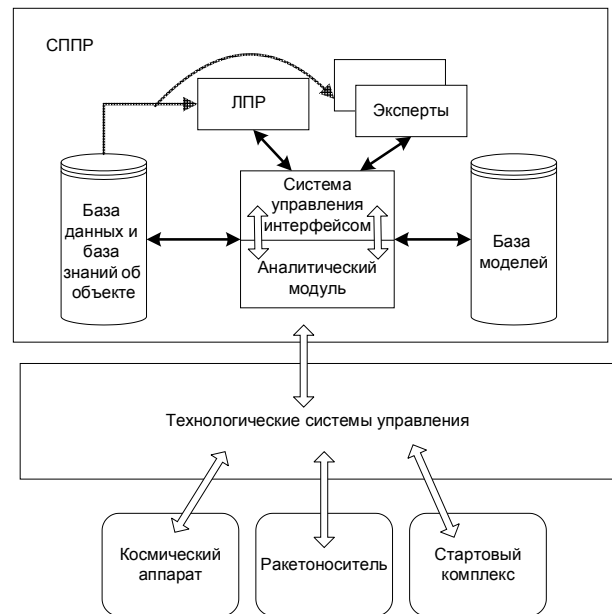 СППР
ЛПР
Эксперты
База
данных и
база
знаний об
объекте
Система
управления
интерфейсом
Аналитический
модуль
База
моделей
Технологические системы управления
Космический
аппарат
Ракетоноситель
Стартовый
комплекс